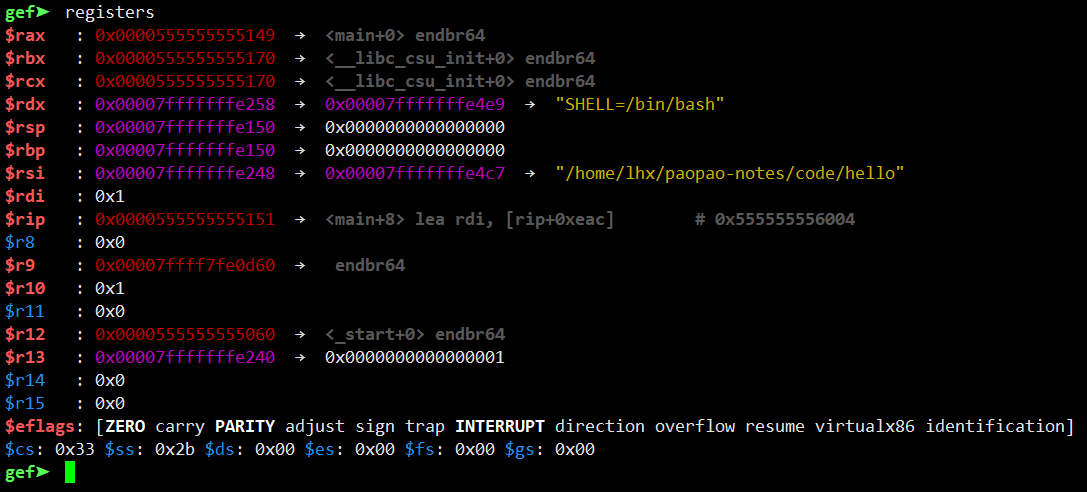 gef➤  registers
$rax   : 0x0000555555555149  →  <main+0> endbr64
$rbx   : 0x0000555555555170  →  <__libc_csu_init+0> endbr64
$rcx   : 0x0000555555555170  →  <__libc_csu_init+0> endbr64
$rdx   : 0x00007fffffffe258  →  0x00007fffffffe4e9  →  "SHELL=/bin/bash"
$rsp   : 0x00007fffffffe150  →  0x0000000000000000
$rbp   : 0x00007fffffffe150  →  0x0000000000000000
$rsi   : 0x00007fffffffe248  →  0x00007fffffffe4c7  →  "/home/lhx/paopao-notes/code/hello"
$rdi   : 0x1
$rip   : 0x0000555555555151  →  <main+8> lea rdi, [rip+0xeac]        # 0x555555556004
$r8    : 0x0
$r9    : 0x00007ffff7fe0d60  →   endbr64
$r10   : 0x1
$r11   : 0x0
$r12   : 0x0000555555555060  →  <_start+0> endbr64
$r13   : 0x00007fffffffe240  →  0x0000000000000001
$r14   : 0x0
$r15   : 0x0
$eflags: [ZERO carry PARITY adjust sign trap INTERRUPT direction overflow resume virtualx86 identification]
$cs: 0x33 $ss: 0x2b $ds: 0x00 $es: 0x00 $fs: 0x00 $gs: 0x00
gef➤